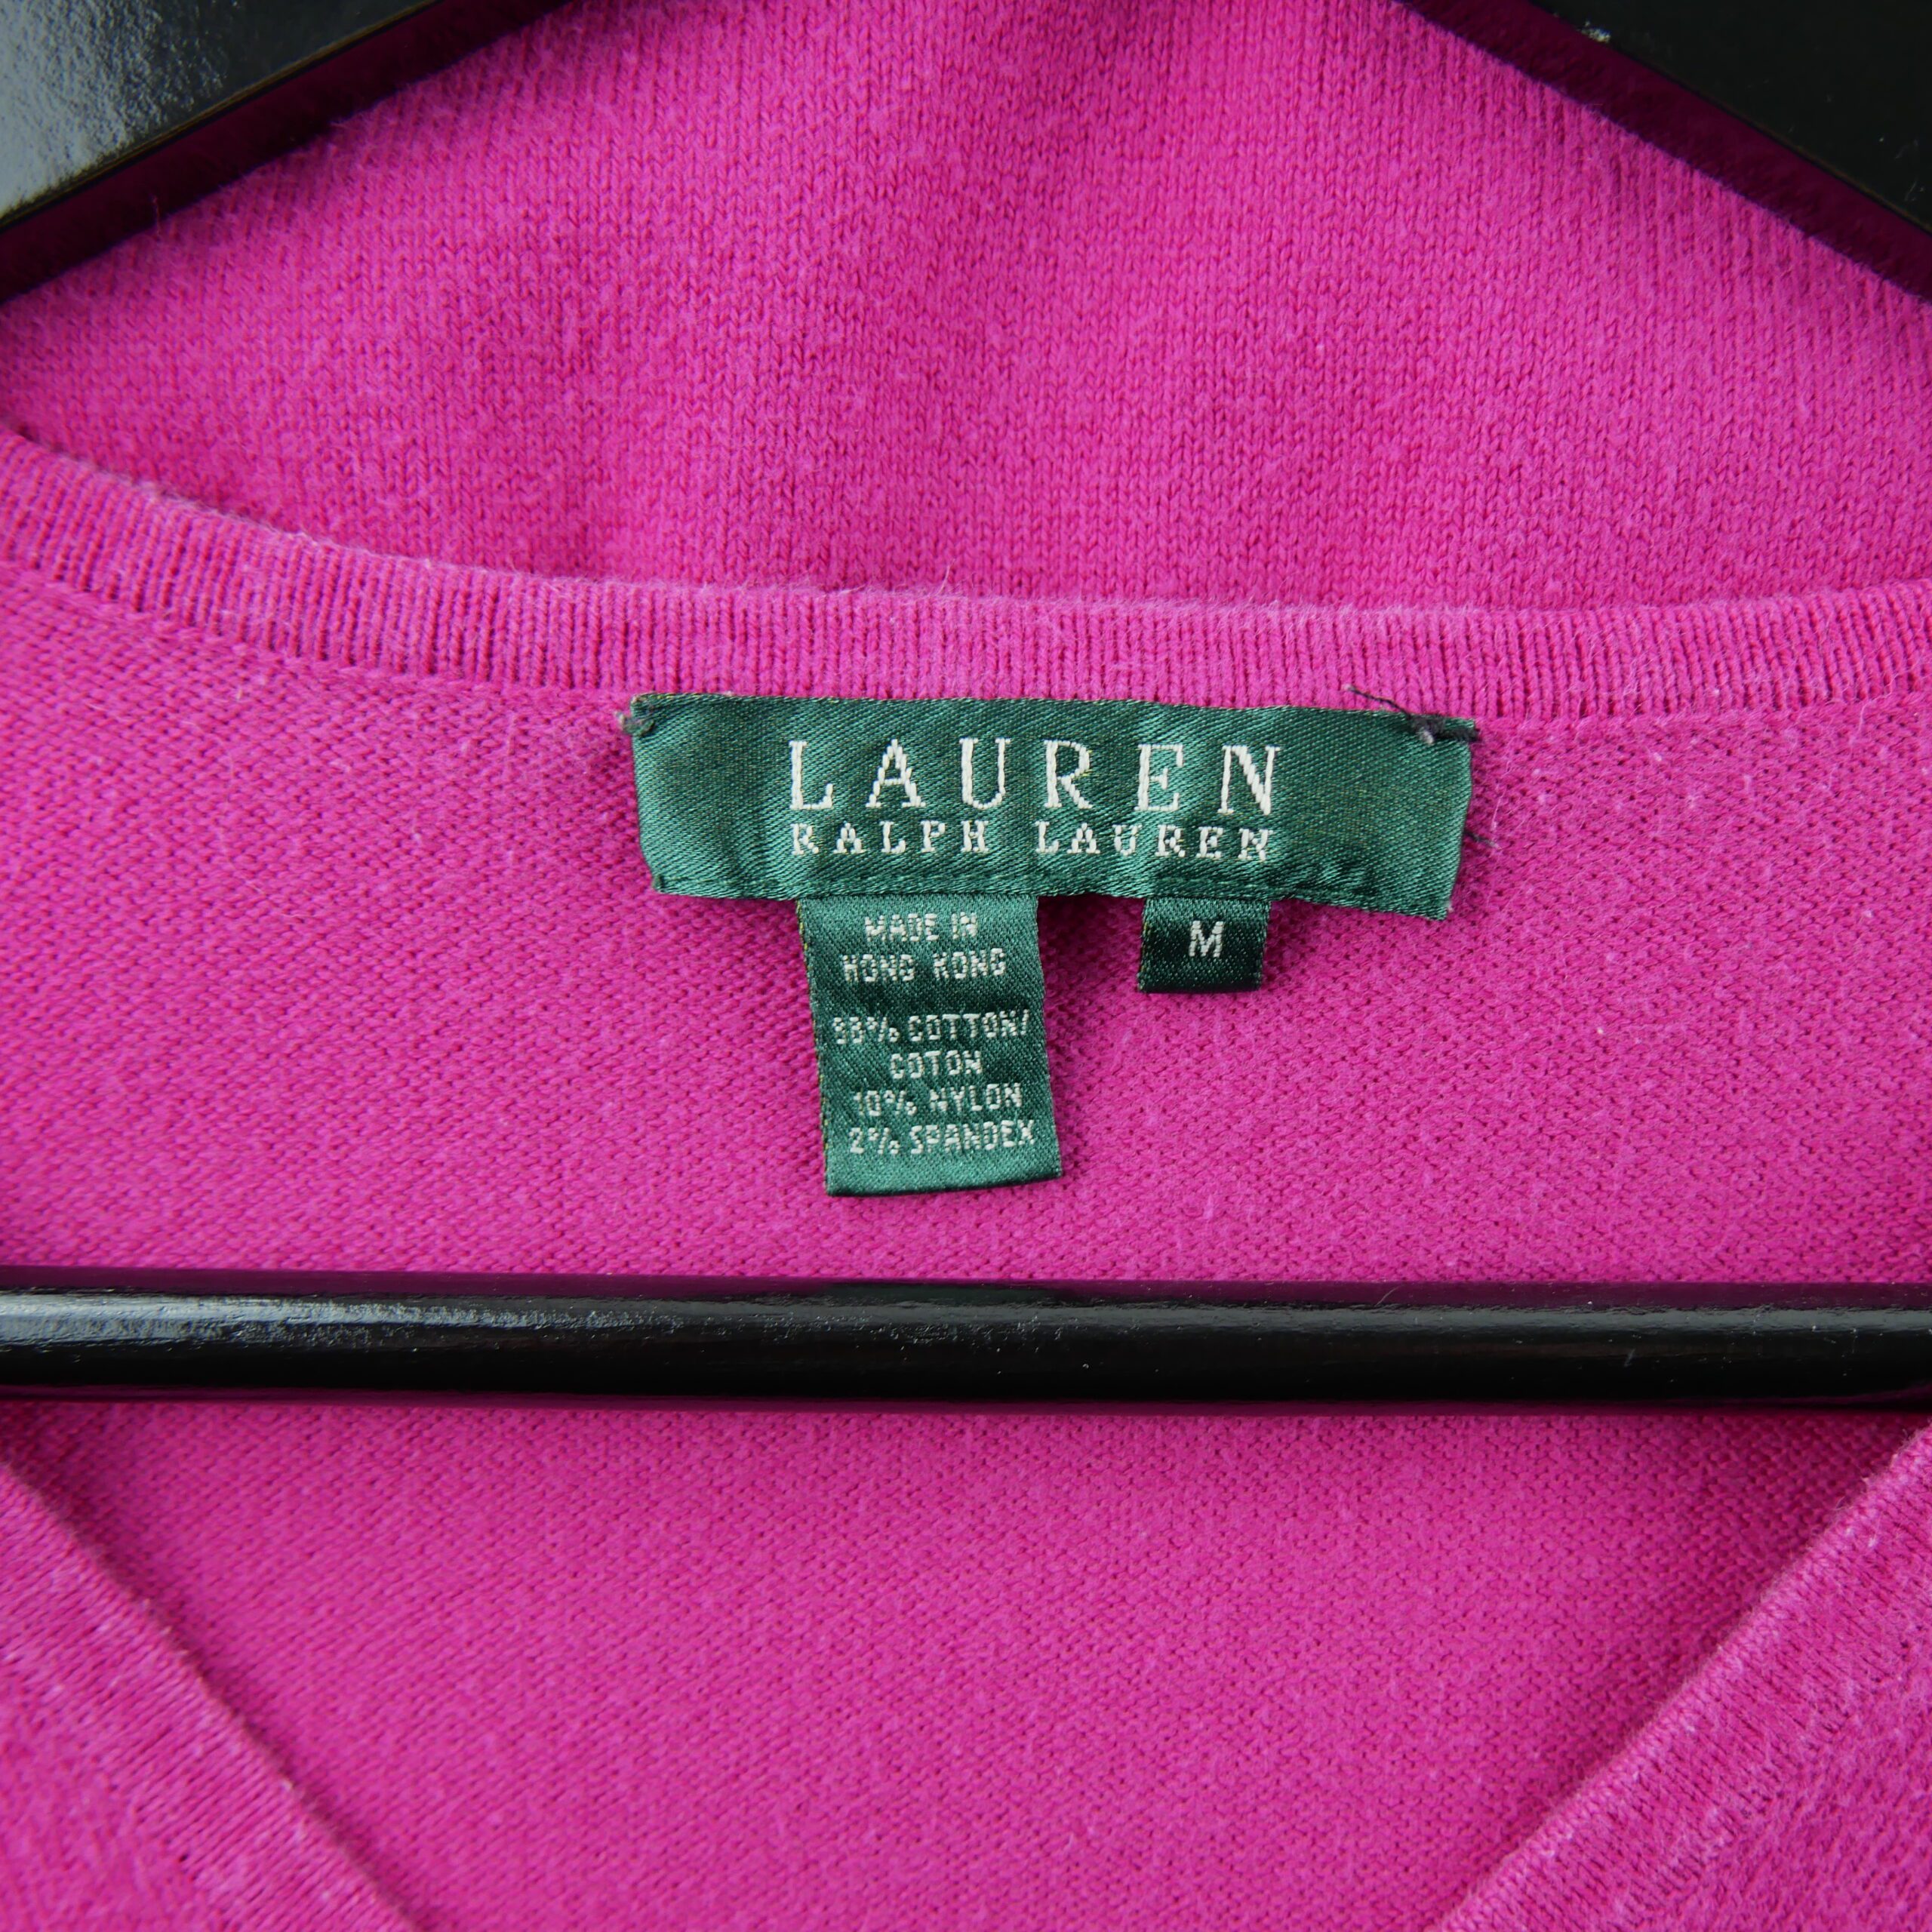 LAUREN
RALPH LAUREN
MADE IN
HONG KONG
M
88% COTTON/
COTON
10% NYLON
2% SPANDEX